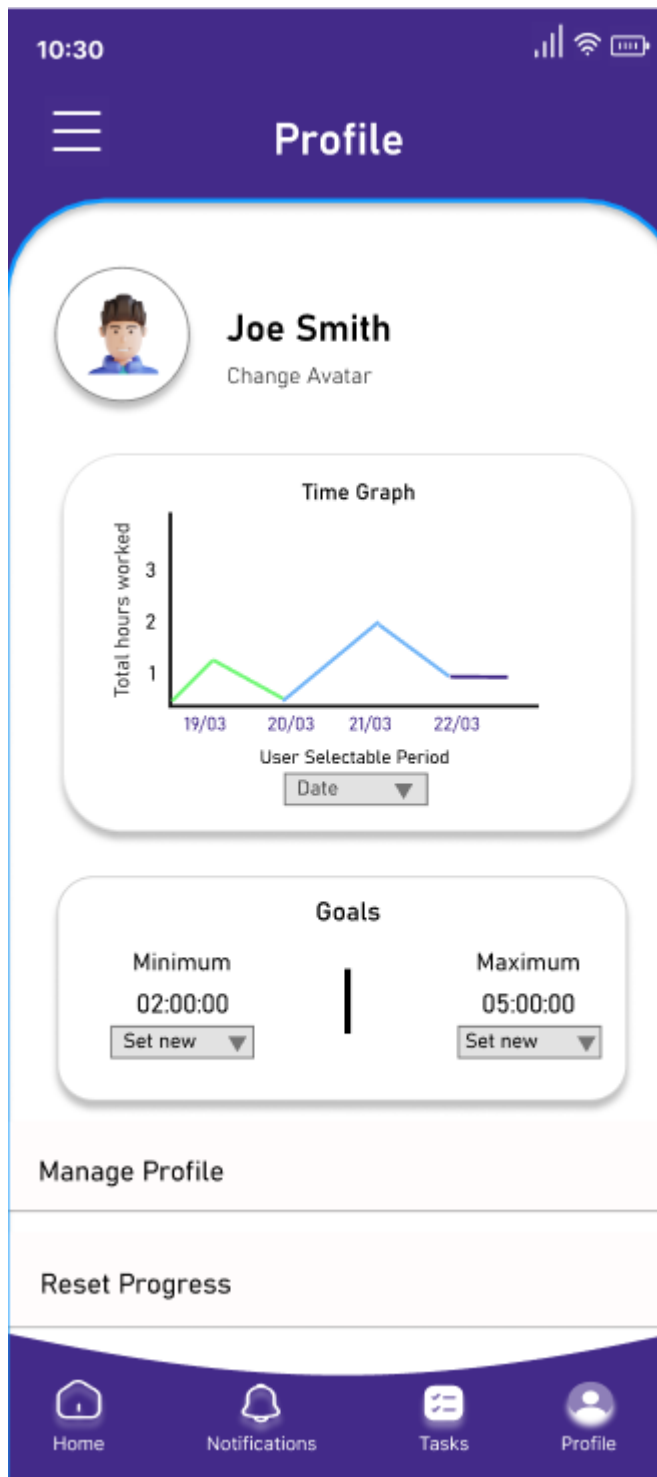 10:30
Profile
Joe Smith
Change Avatar
Time Graph
Total hours worked
3
2
1
19/03 20/03 21/03 22/03
User Selectable Period
Date
Goals
Minimum Maximum
02:00:00 05:00:00
Set new Set new
Manage Profile
Reset Progress
Home Notifications Tasks Profile